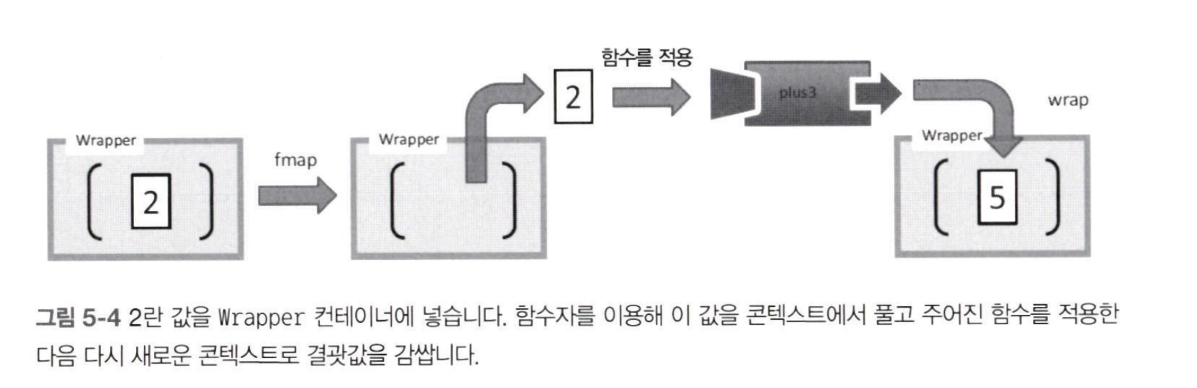 함수를 적용
2
plus3
wrap
Wrapper
Wrapper
Wrapper
fmap
2
5
그림 5-4 2란 값을 Wrapper 컨테이너에 넣습니다. 함수자를 이용해 이 값을 콘텍스트에서 풀고 주어진 함수를 적용한
다음 다시 새로운 콘텍스트로 결괏값을 감쌉니다.